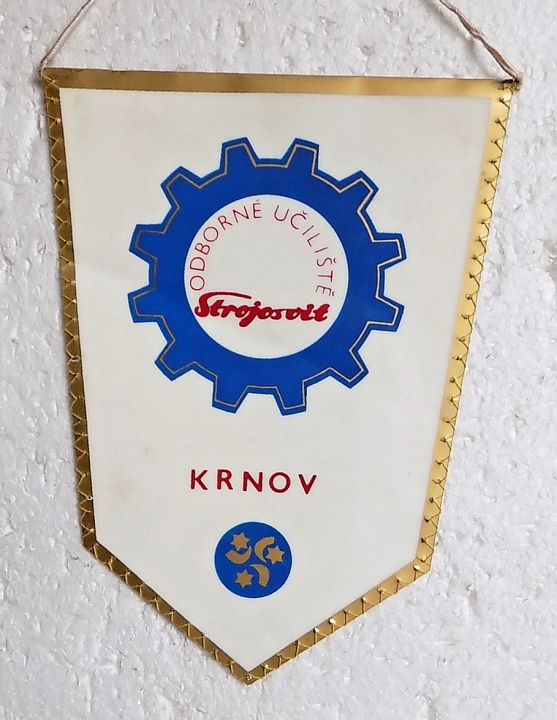 ODBORNÉ UČILIŠTĚ
Strojosvit
KRNOV